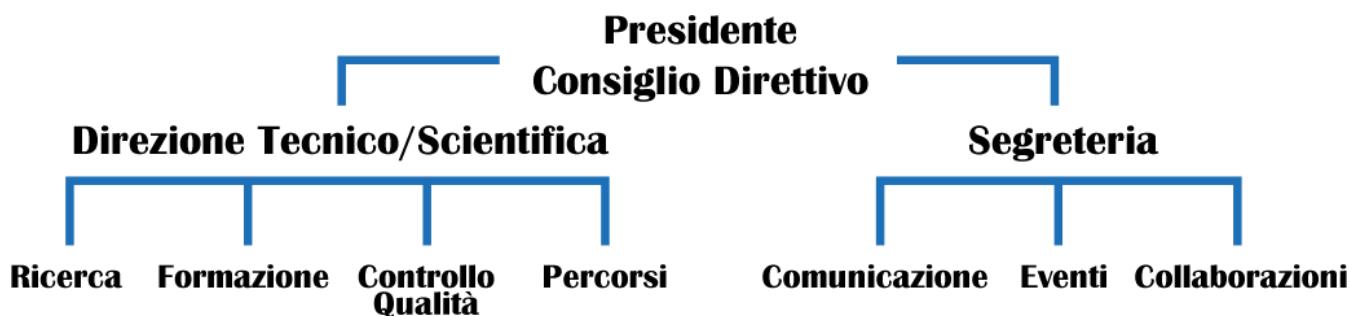 Presidente
Consiglio Direttivo
Direzione Tecnico/Scientifica
Segreteria
Ricerca
Formazione
Controllo
Qualità
Percorsi
Comunicazione
Eventi
Collaborazioni